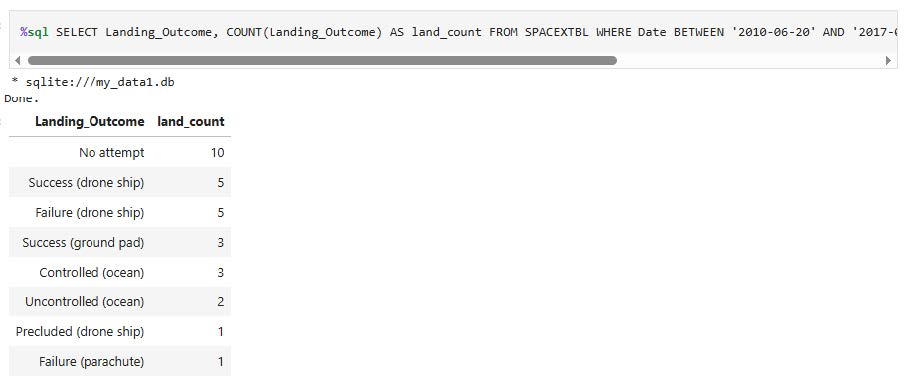 %sql SELECT Landing_Outcome, COUNT(Landing_Outcome) AS land_count FROM SPACEXTBL WHERE Date BETWEEN '2010-06-20' AND '2017-
* sqlite:///my_data1.db
Done.
Landing_Outcome land_count
No attempt 10
Success (drone ship) 5
Failure (drone ship) 5
Success (ground pad) 3
Controlled (ocean) 3
Uncontrolled (ocean) 2
Precluded (drone ship) 1
Failure (parachute) 1